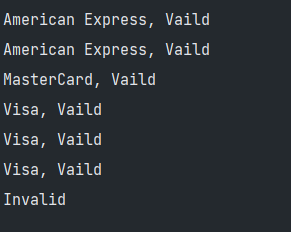 American Express, Vaild
American Express, Vaild
MasterCard, Vaild
Visa, Vaild
Visa, Vaild
Visa, Vaild
Invalid